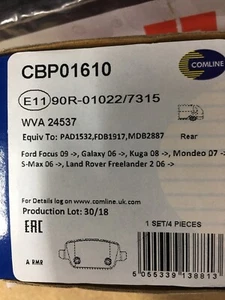 COMLINE
CBP01610
E11 90R-01022/7315
WVA 24537
Equiv To: PAD1532,FDB1917,MDB2887
Rear
Ford Focus 09 ->, Galaxy 06 ->, Kuga 08 ->, Mondeo 07 ->
S-Max 06 ->, Land Rover Freelander 2 06 ->
For Details Log on www.comline.uk.com
Production Lot: 30/18
1 SET/4 PIECES
EAC
A RMR
5 055339 138813